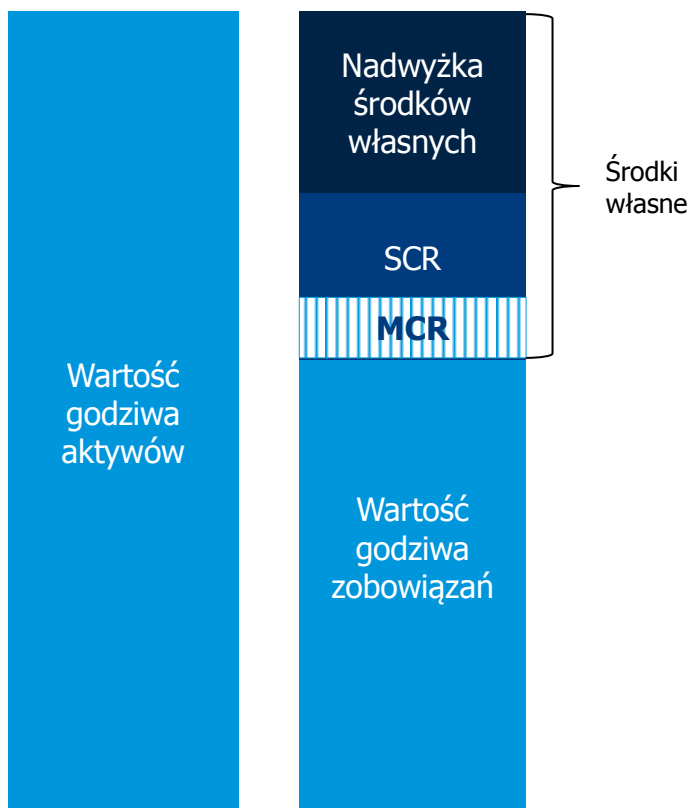 Wartość
godziwa
aktywów
Nadwyżka
środków
własnych
SCR
MCR
Wartość
godziwa
zobowiązań
Środki
własne